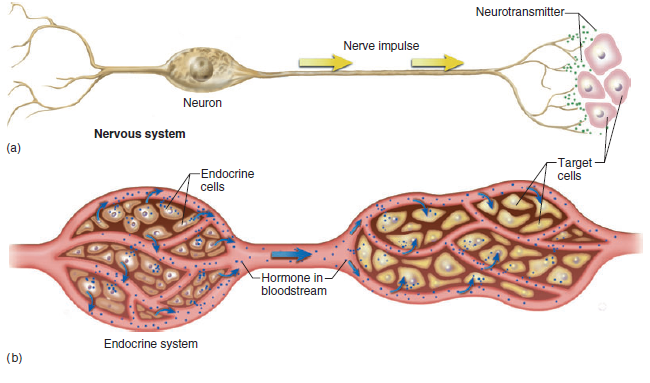 Neurotransmitter
Nerve impulse
Neuron
Nervous system
(a)
Endocrine
cells
Target
cells
Hormone in
bloodstream
Endocrine system
(b)